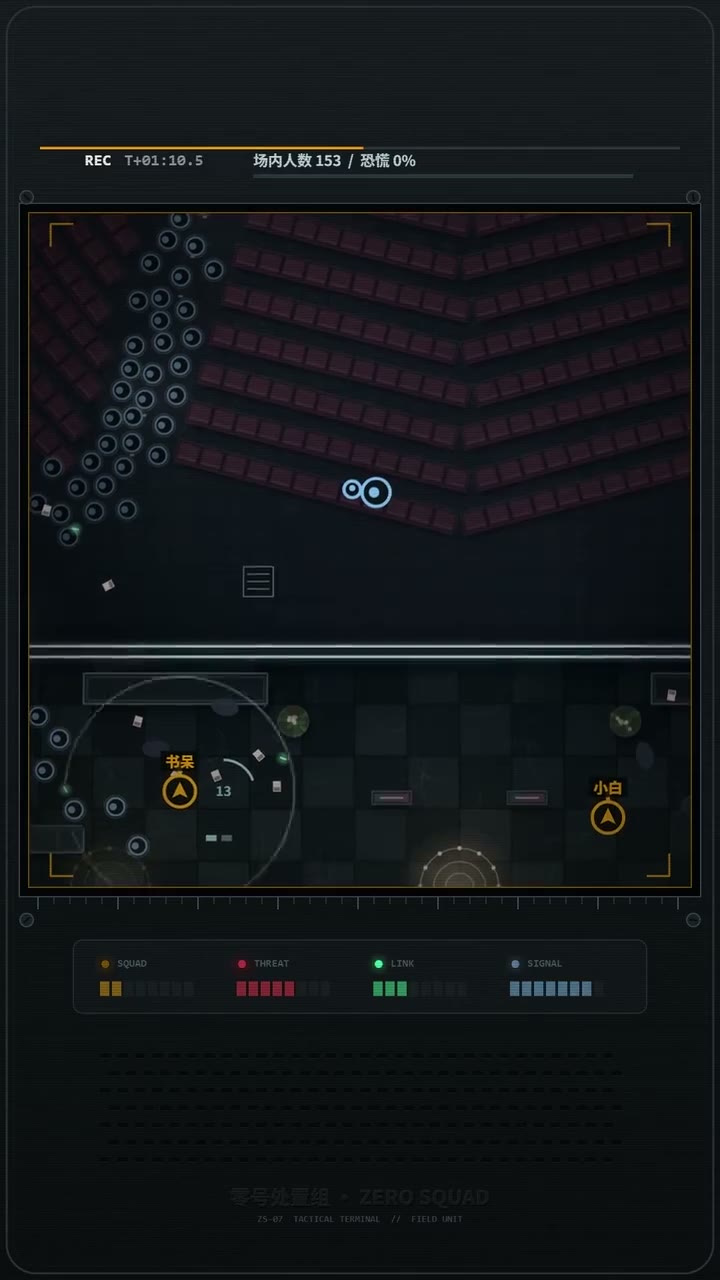 REC T+01:10.5 场内人数 153 / 恐慌 0%
书呆
13
小白
SQUAD THREAT LINK SIGNAL
零号处置组 · ZERO SQUAD
ZS-07 TACTICAL TERMINAL // FIELD UNIT